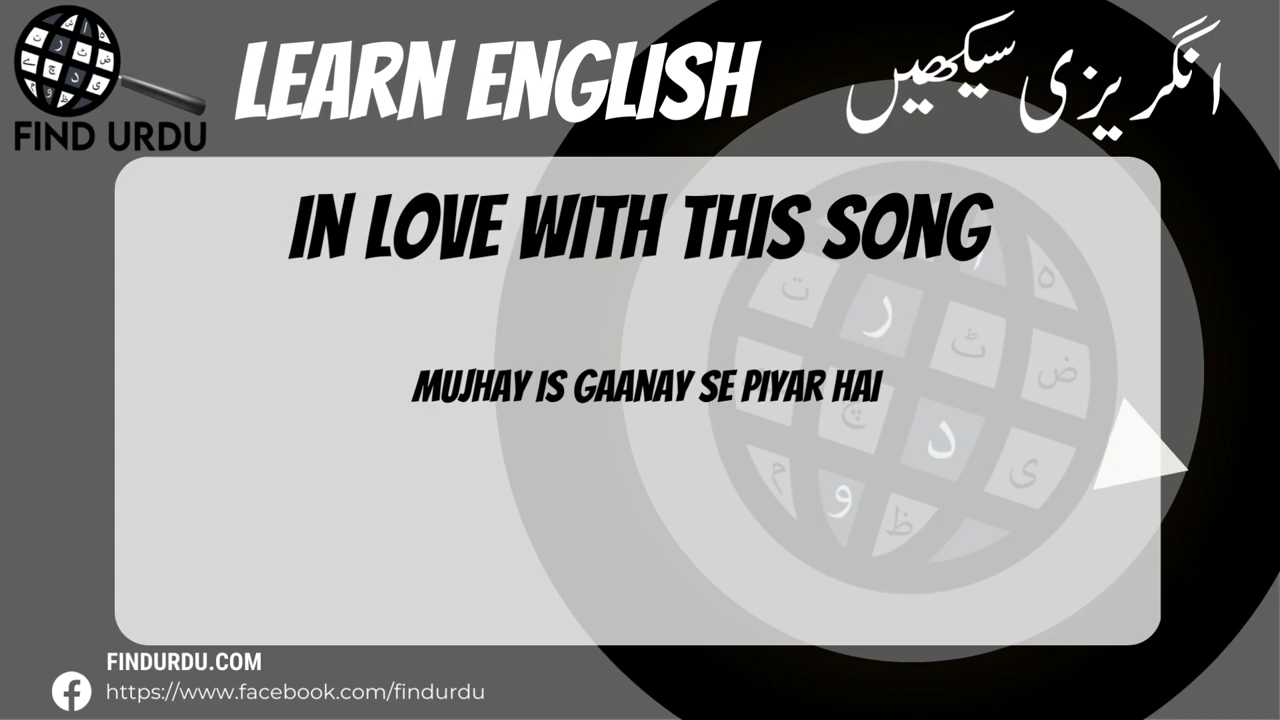 FIND URDU
LEARN ENGLISH
انگریزی سیکھیں
IN LOVE WITH THIS SONG
MUJHAY IS GAANAY SE PIYAR HAI
ہ
ت
ر
ٹ
ض
چ
د
ی
م
و
ظ
FINDURDU.COM
https://www.facebook.com/findurdu